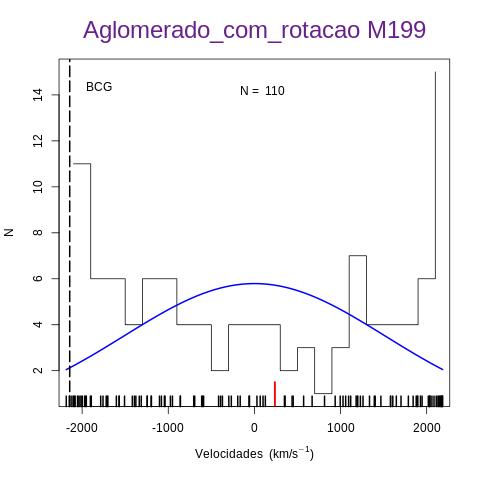 Aglomerado_com_rotacao M199
BCG
N = 110
14
12
10
8
6
4
2
N
-2000 -1000 0 1000 2000
Velocidades (km/s⁻¹)